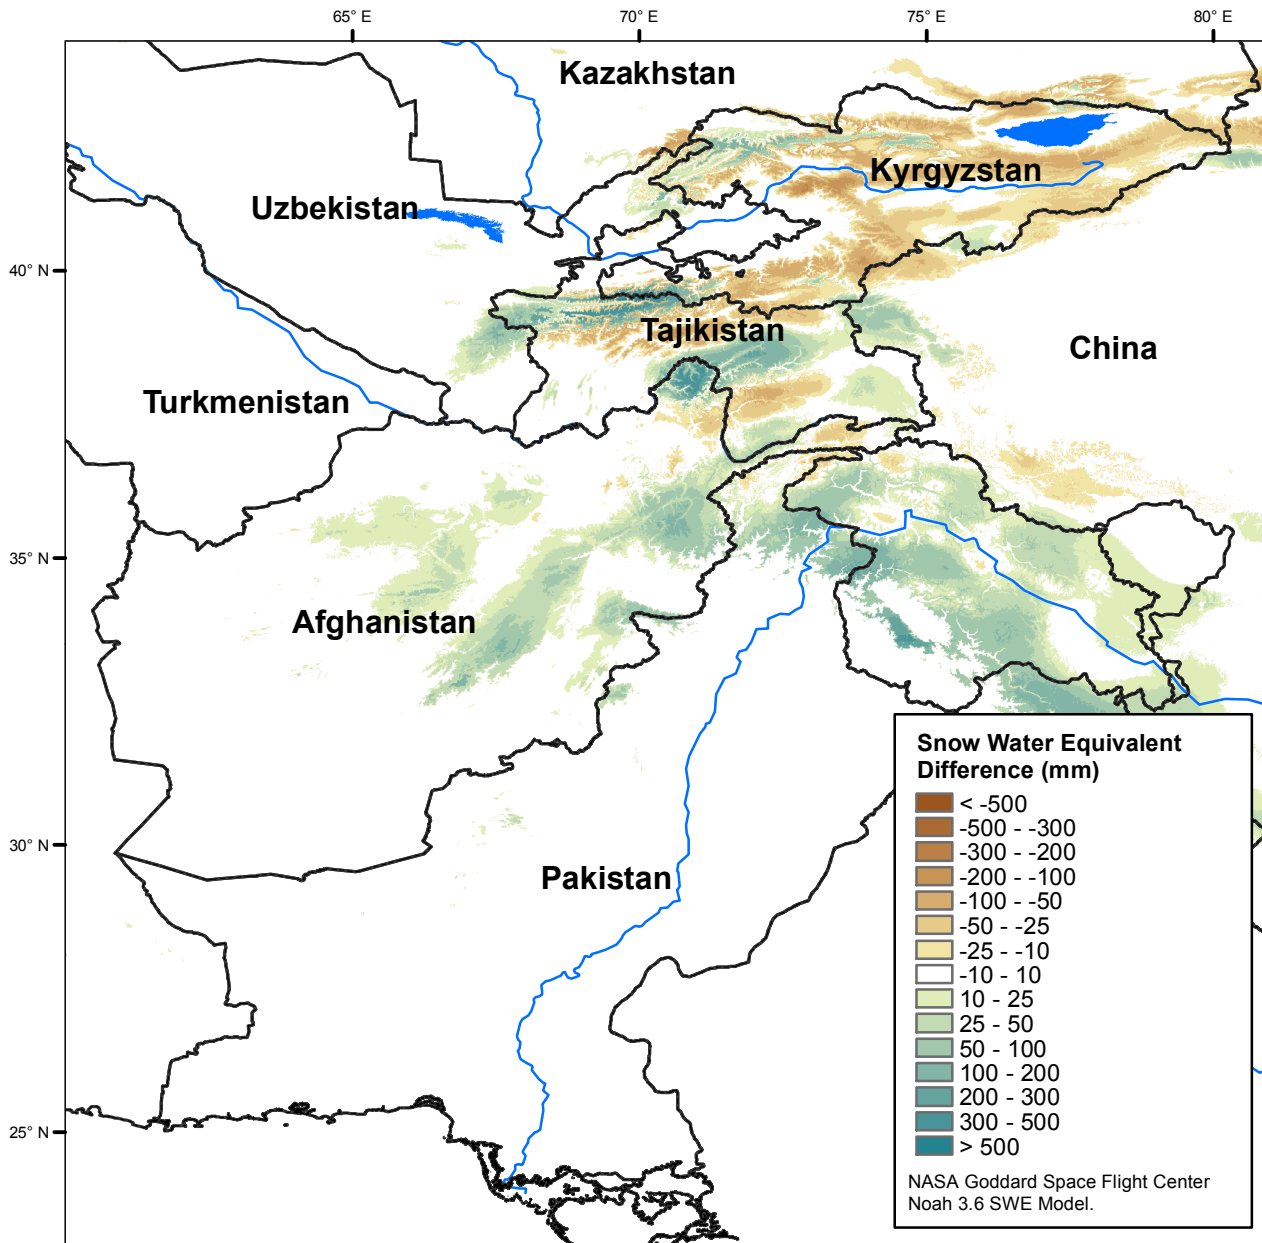 65° E 70° E 75° E 80° E
Kazakhstan
Kyrgyzstan
Uzbekistan
40° N
Tajikistan
China
Turkmenistan
35° N
Afghanistan
Snow Water Equivalent
Difference (mm)
< -500
-500 - -300
-300 - -200
-200 - -100
-100 - -50
-50 - -25
-25 - -10
-10 - 10
10 - 25
25 - 50
50 - 100
100 - 200
200 - 300
300 - 500
> 500
NASA Goddard Space Flight Center
Noah 3.6 SWE Model.
30° N
Pakistan
25° N